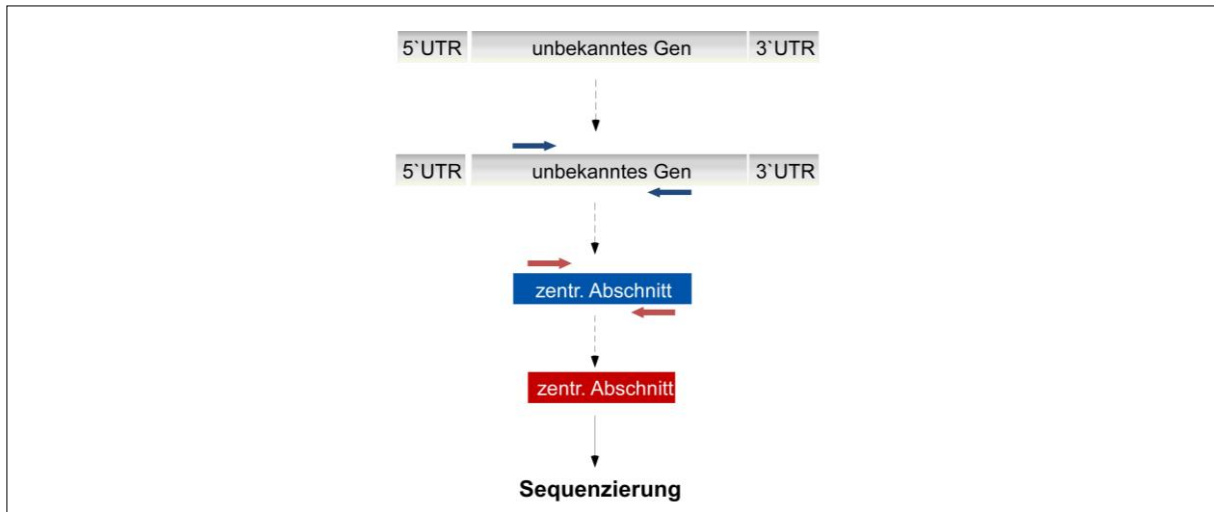 5`UTR unbekanntes Gen 3`UTR
5`UTR unbekanntes Gen 3`UTR
zentr. Abschnitt
zentr. Abschnitt
Sequenzierung